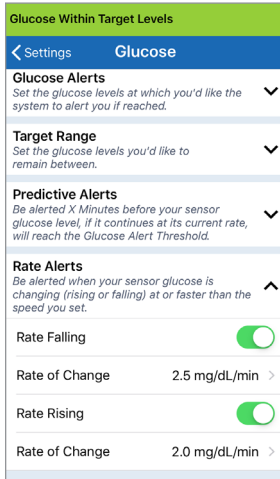 Glucose Within Target Levels
Settings Glucose
Glucose Alerts
Set the glucose levels at which you'd like the
system to alert you if reached.
Target Range
Set the glucose levels you'd like to
remain between.
Predictive Alerts
Be alerted X Minutes before your sensor
glucose level, if it continues at its current rate,
will reach the Glucose Alert Threshold.
Rate Alerts
Be alerted when your sensor glucose is
changing (rising or falling) at or faster than the
speed you set.
Rate Falling
Rate of Change 2.5 mg/dL/min
Rate Rising
Rate of Change 2.0 mg/dL/min